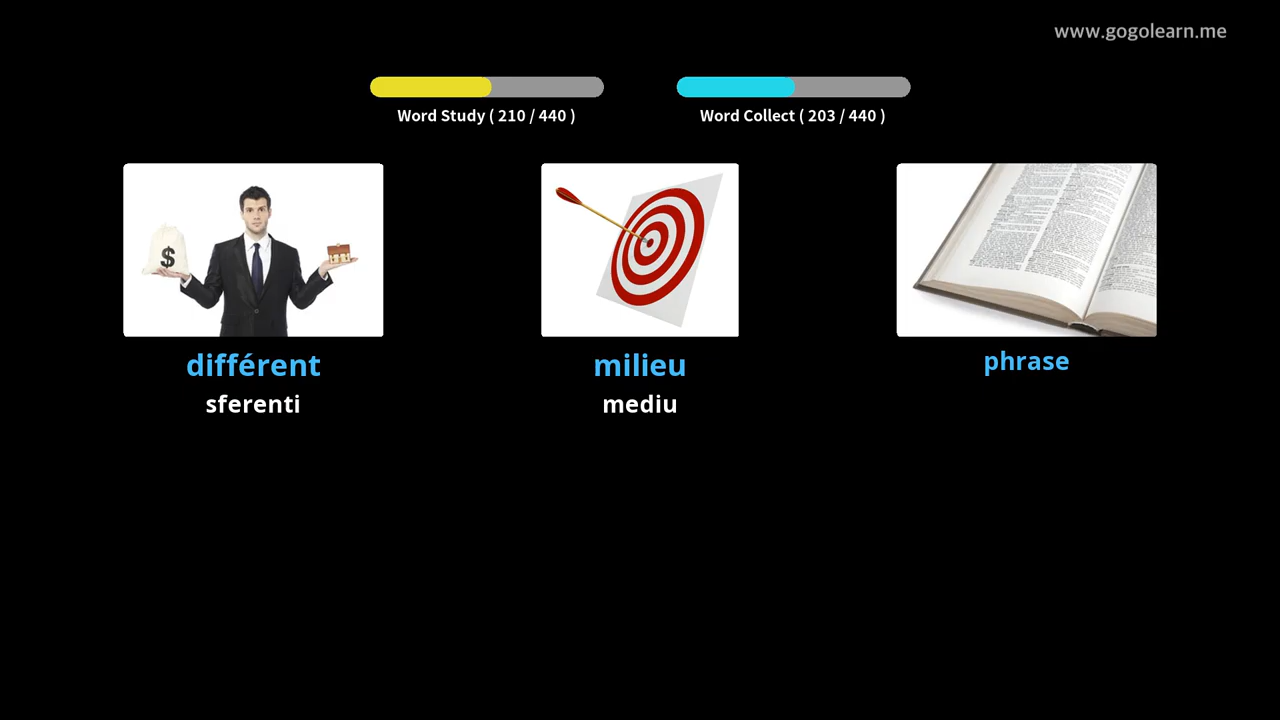 www.gogolearn.me
Word Study ( 210 / 440 )
Word Collect ( 203 / 440 )
$
différent
milieu
phrase
sferenti
mediu